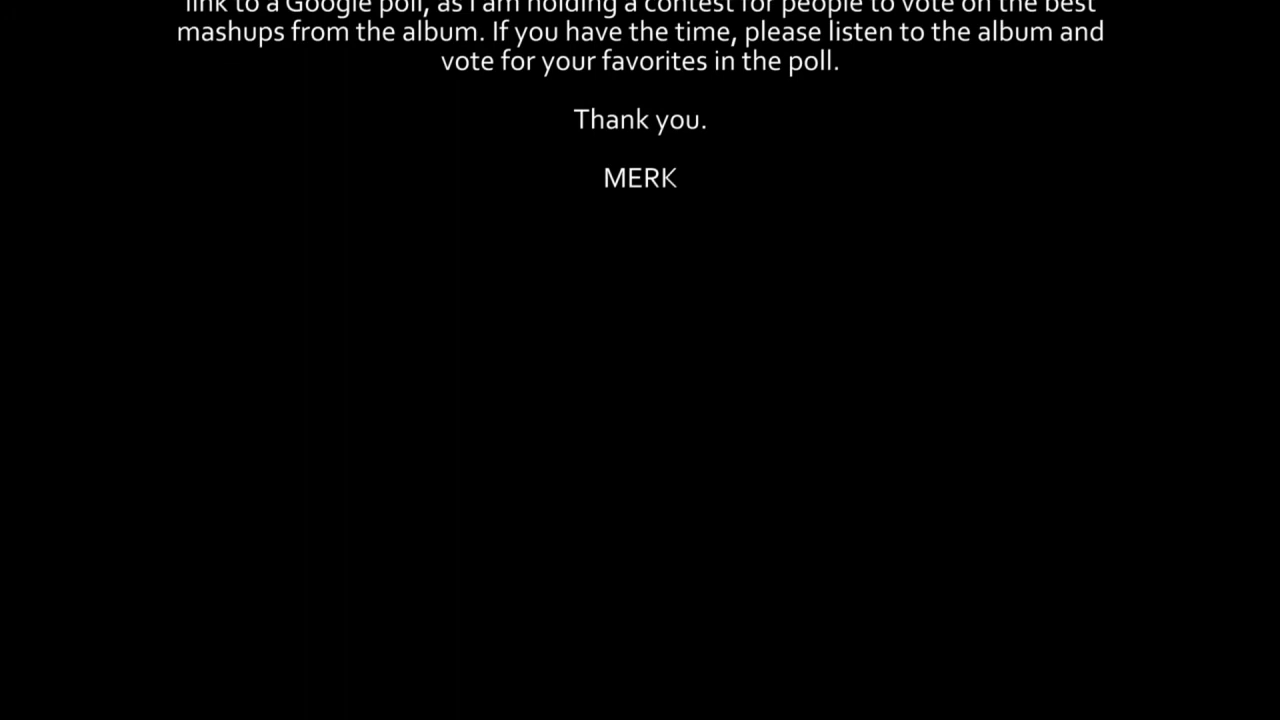 link to a Google poll, as I am holding a contest for people to vote on the best
mashups from the album. If you have the time, please listen to the album and
vote for your favorites in the poll.
Thank you.
MERK